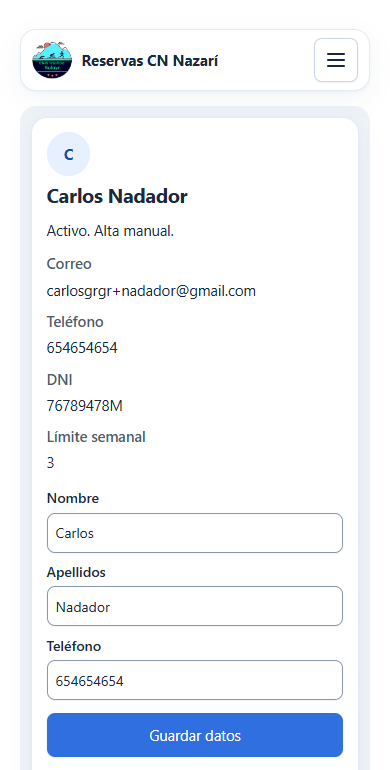 Reservas CN Nazarí
C
Carlos Nadador
Activo. Alta manual.
Correo
carlosgrgr+nadador@gmail.com
Teléfono
654654654
DNI
76789478M
Límite semanal
3
Nombre
Carlos
Apellidos
Nadador
Teléfono
654654654
Guardar datos